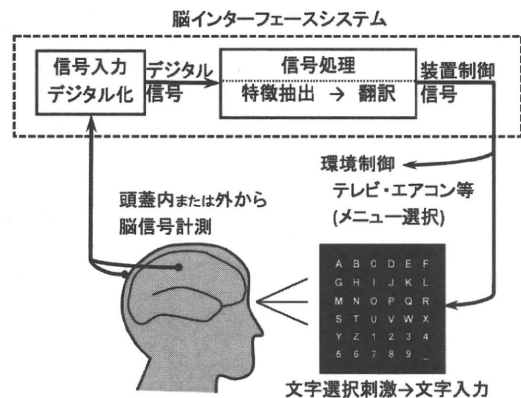 脳インターフェースシステム
信号入力
デジタル化
デジタル
信号
信号処理
特徴抽出 → 翻訳
装置制御
信号
環境制御
テレビ・エアコン等
(メニュー選択)
頭蓋内または外から
脳信号計測
A B C D E F
G H I J K L
M N O P Q R
S T U V W X
Y Z 1 2 3 4
5 6 7 8 9 _
文字選択刺激→文字入力